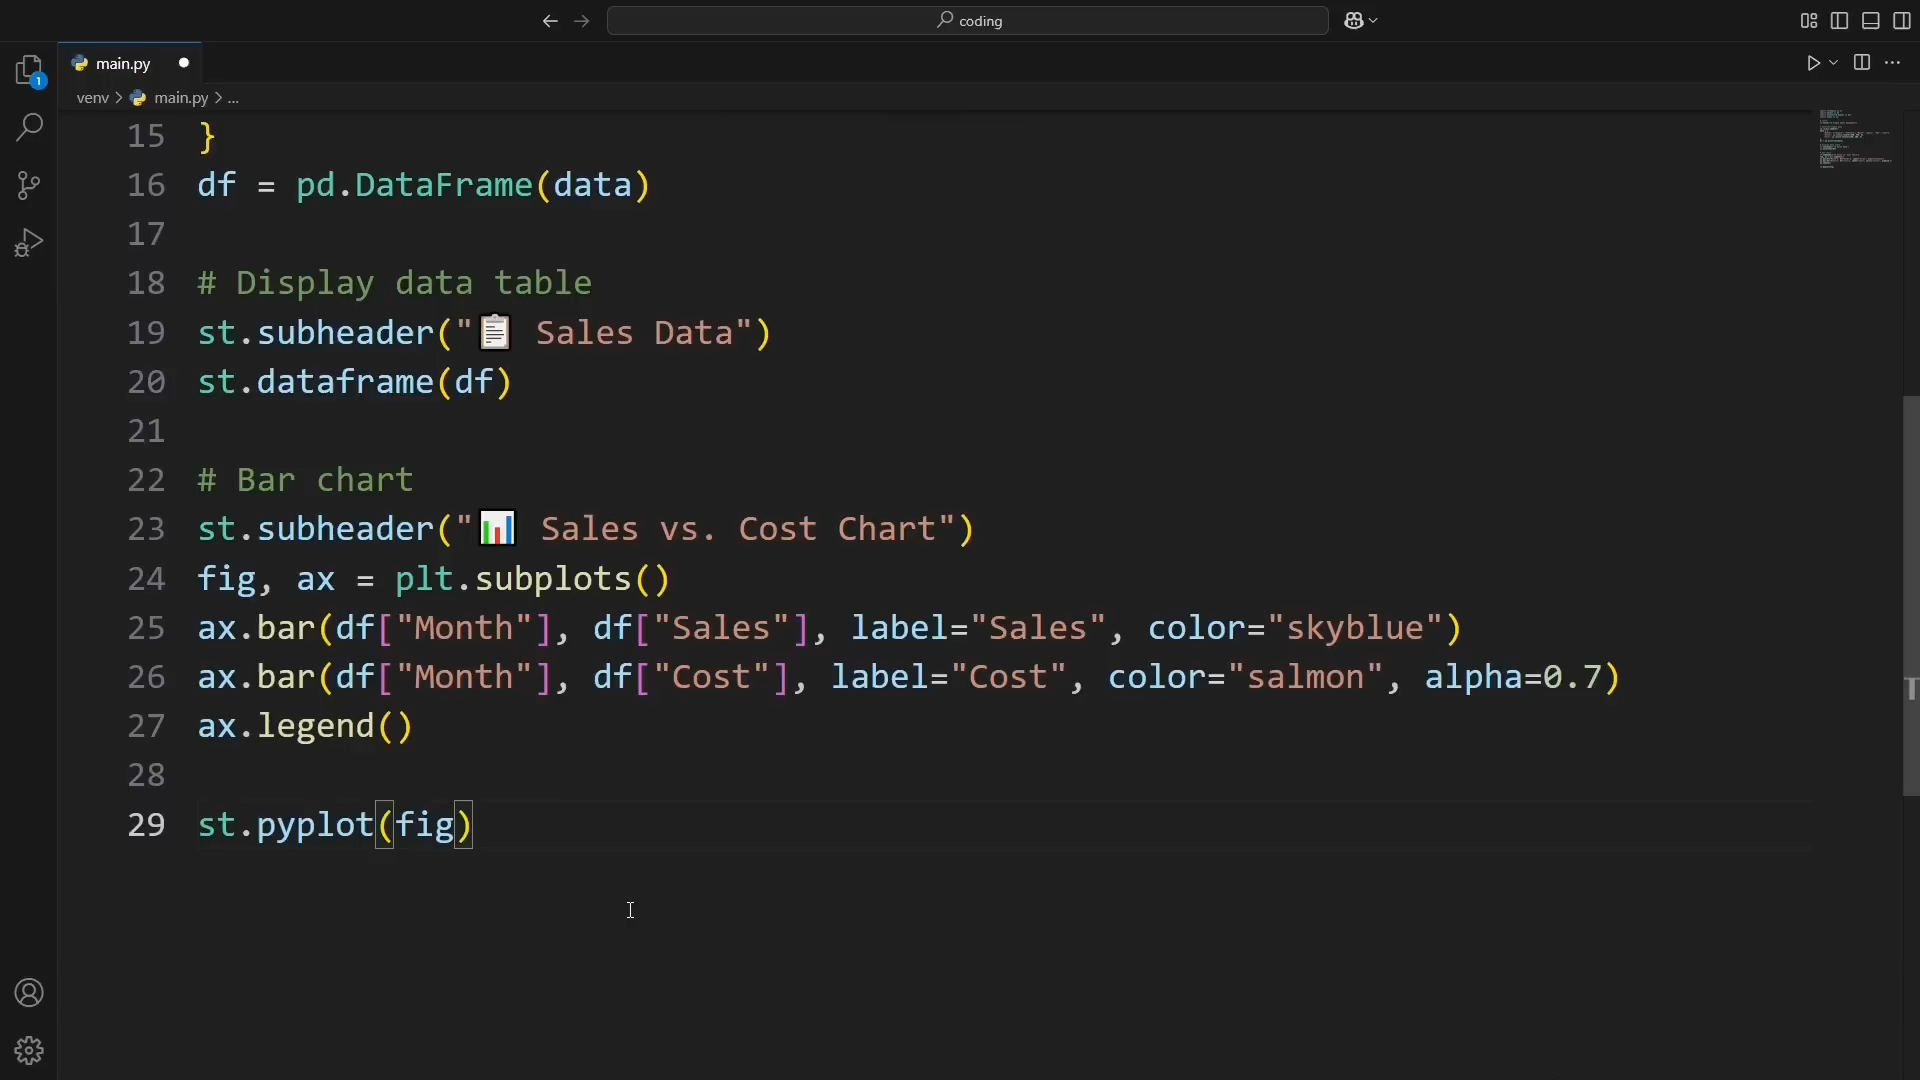 coding
1
main.py
venv > main.py > ...
15 }
16 df = pd.DataFrame(data)
17
18 # Display data table
19 st.subheader("📋 Sales Data")
20 st.dataframe(df)
21
22 # Bar chart
23 st.subheader("📊 Sales vs. Cost Chart")
24 fig, ax = plt.subplots()
25 ax.bar(df["Month"], df["Sales"], label="Sales", color="skyblue")
26 ax.bar(df["Month"], df["Cost"], label="Cost", color="salmon", alpha=0.7)
27 ax.legend()
28
29 st.pyplot(fig)